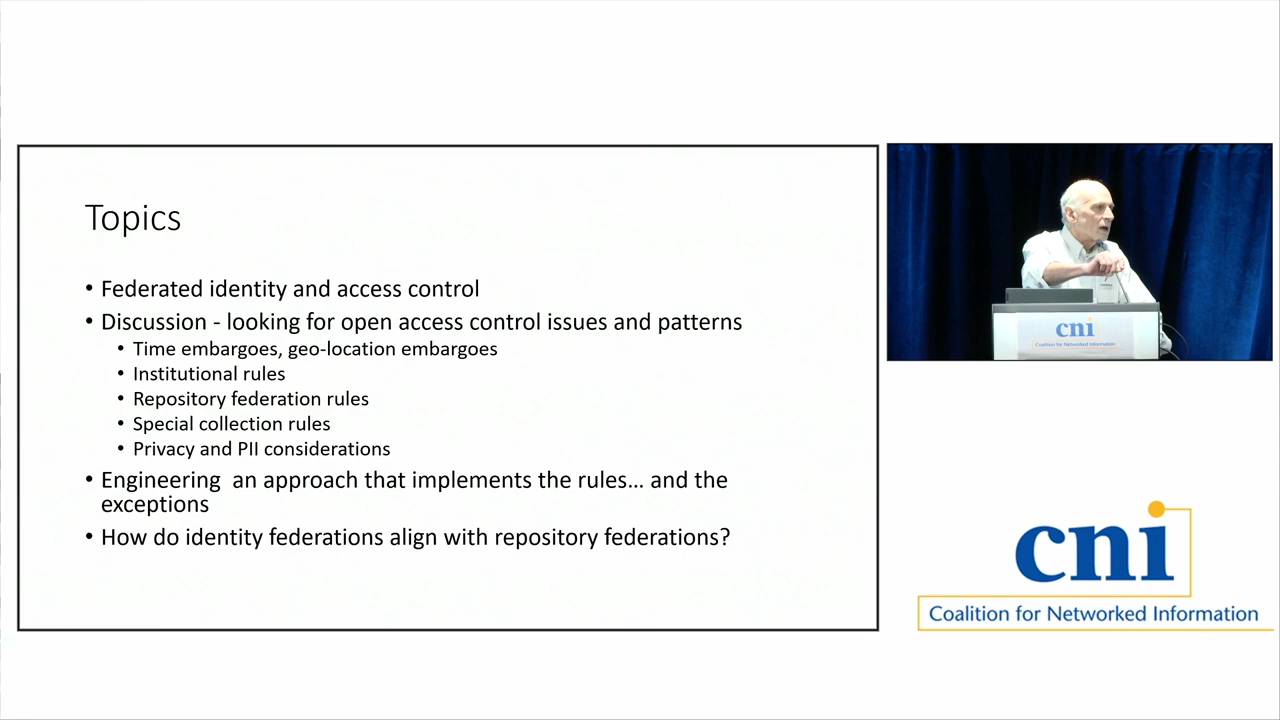 Topics
• Federated identity and access control
• Discussion - looking for open access control issues and patterns
• Time embargoes, geo-location embargoes
• Institutional rules
• Repository federation rules
• Special collection rules
• Privacy and PII considerations
• Engineering  an approach that implements the rules... and the
exceptions
• How do identity federations align with repository federations?
cni
Coalition for Networked Information
cni
Coalition for Networked Information